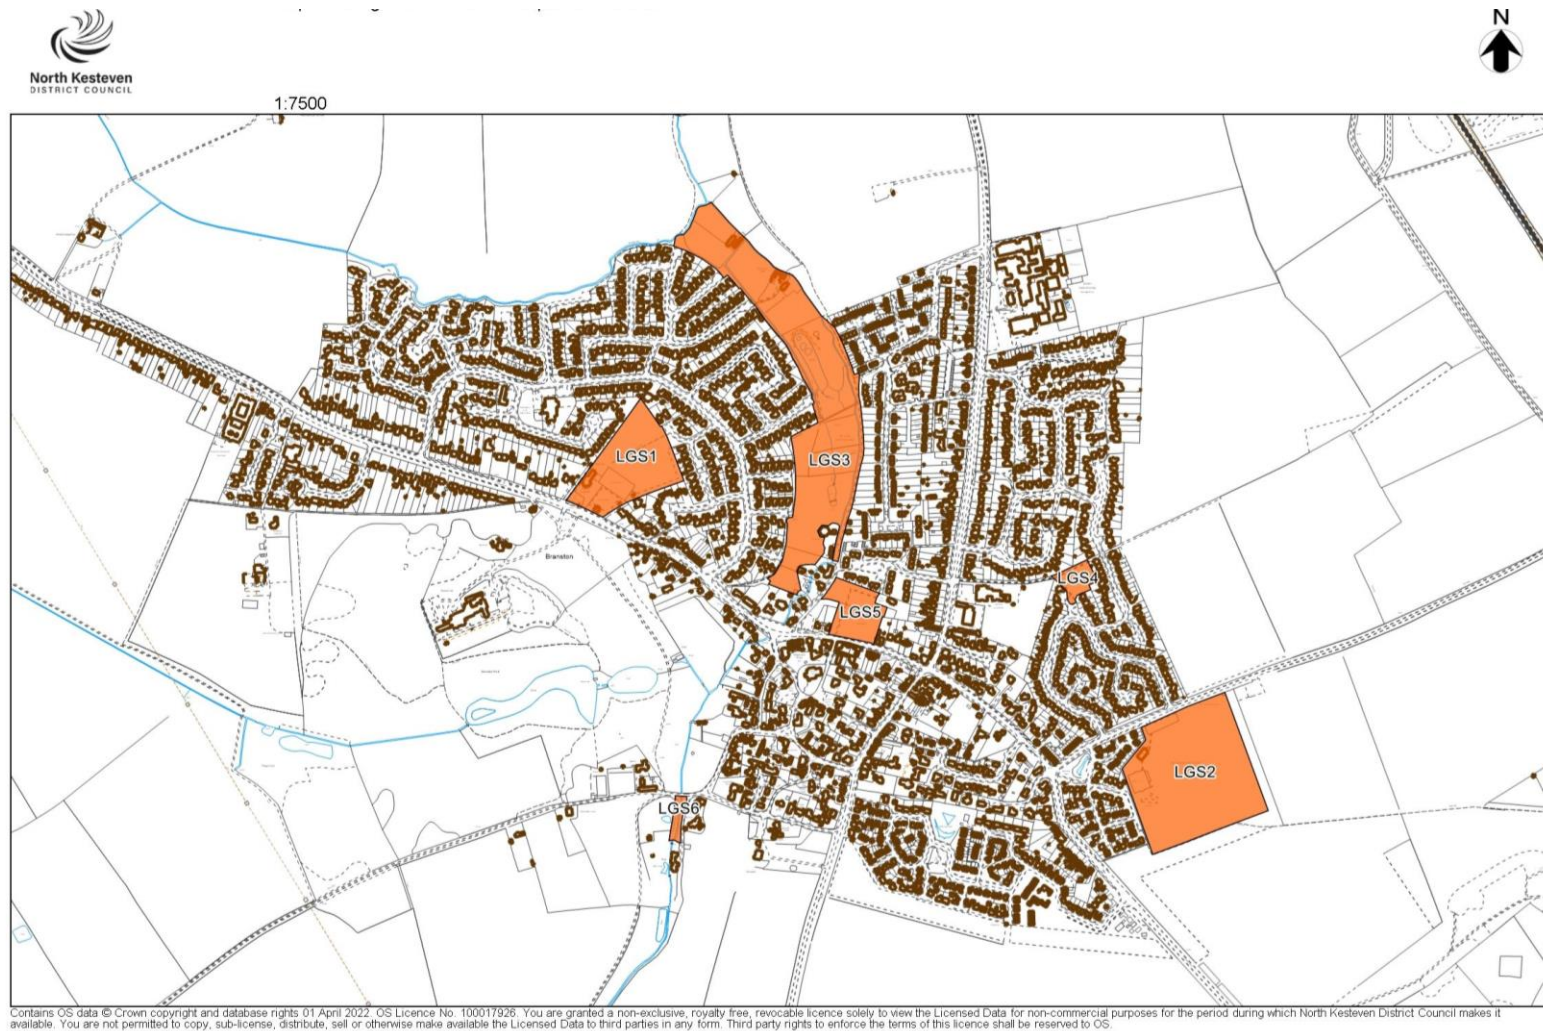 N
North Kesteven
DISTRICT COUNCIL
1:7500
LGS1
LGS3
Branston
LGS4
LGS5
LGS2
LGS6
Contains OS data © Crown copyright and database rights 01 April 2022. OS Licence No. 100017926. You are granted a non-exclusive, royalty free, revocable licence solely to view the Licensed Data for non-commercial purposes for the period during which North Kesteven District Council makes it
available. You are not permitted to copy, sub-license, distribute, sell or otherwise make available the Licensed Data to third parties in any form. Third party rights to enforce the terms of this licence shall be reserved to OS.